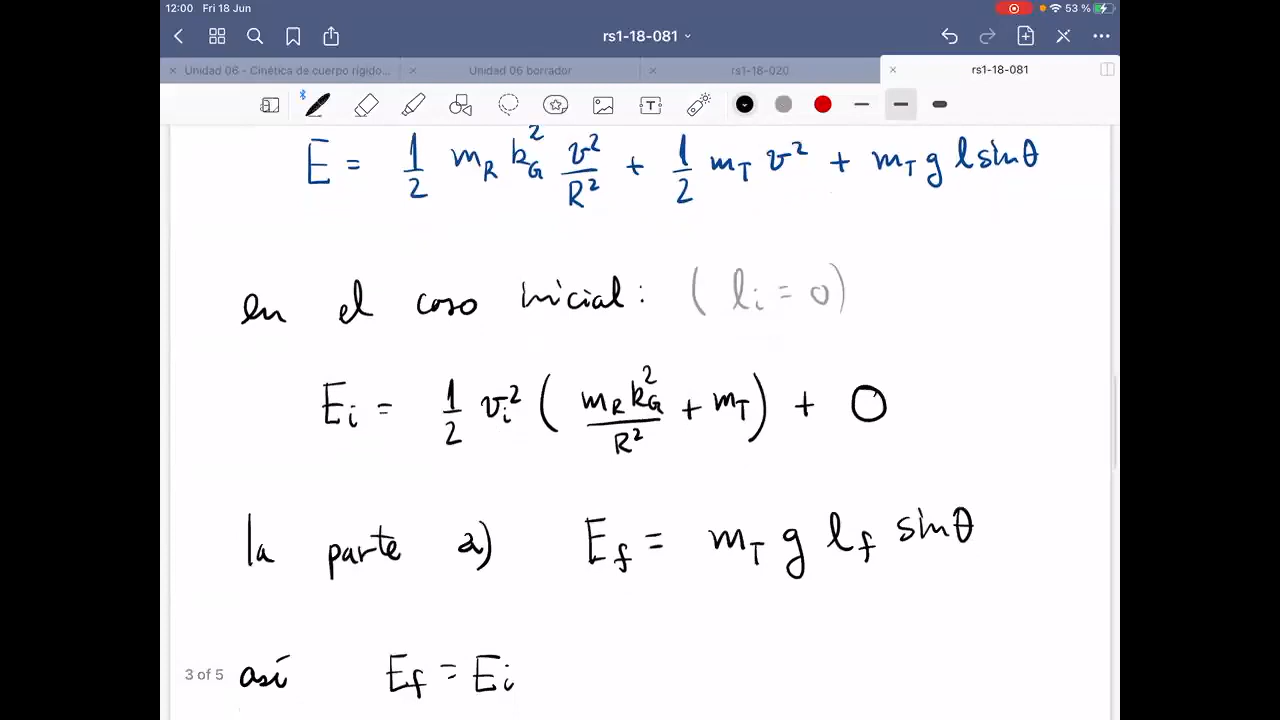 12:00 Fri 18 Jun 53 %
rs1-18-081
Unidad 06 - Cinética de cuerpo rígido... Unidad 06 borrador rs1-18-020 rs1-18-081
E = 1/2 m_R k_G^2 v^2/R^2 + 1/2 m_T v^2 + m_T g l sin θ
en el caso inicial: ( l_i = 0 )
E_i = 1/2 v_i^2 ( m_R k_G^2/R^2 + m_T ) + 0
la parte a) E_f = m_T g l_f sin θ
3 of 5 así E_f = E_i